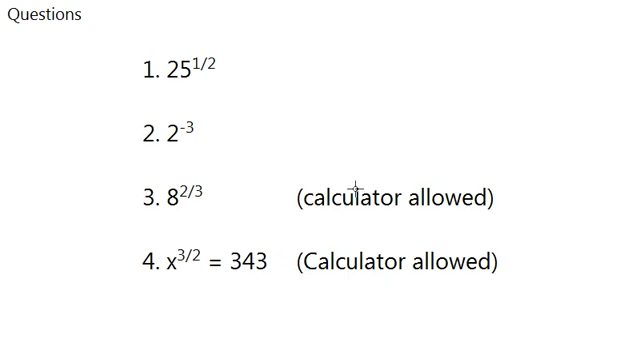 Questions
1. 25^1/2
2. 2^-3
3. 8^2/3 (calculator allowed)
4. x^3/2 = 343 (Calculator allowed)